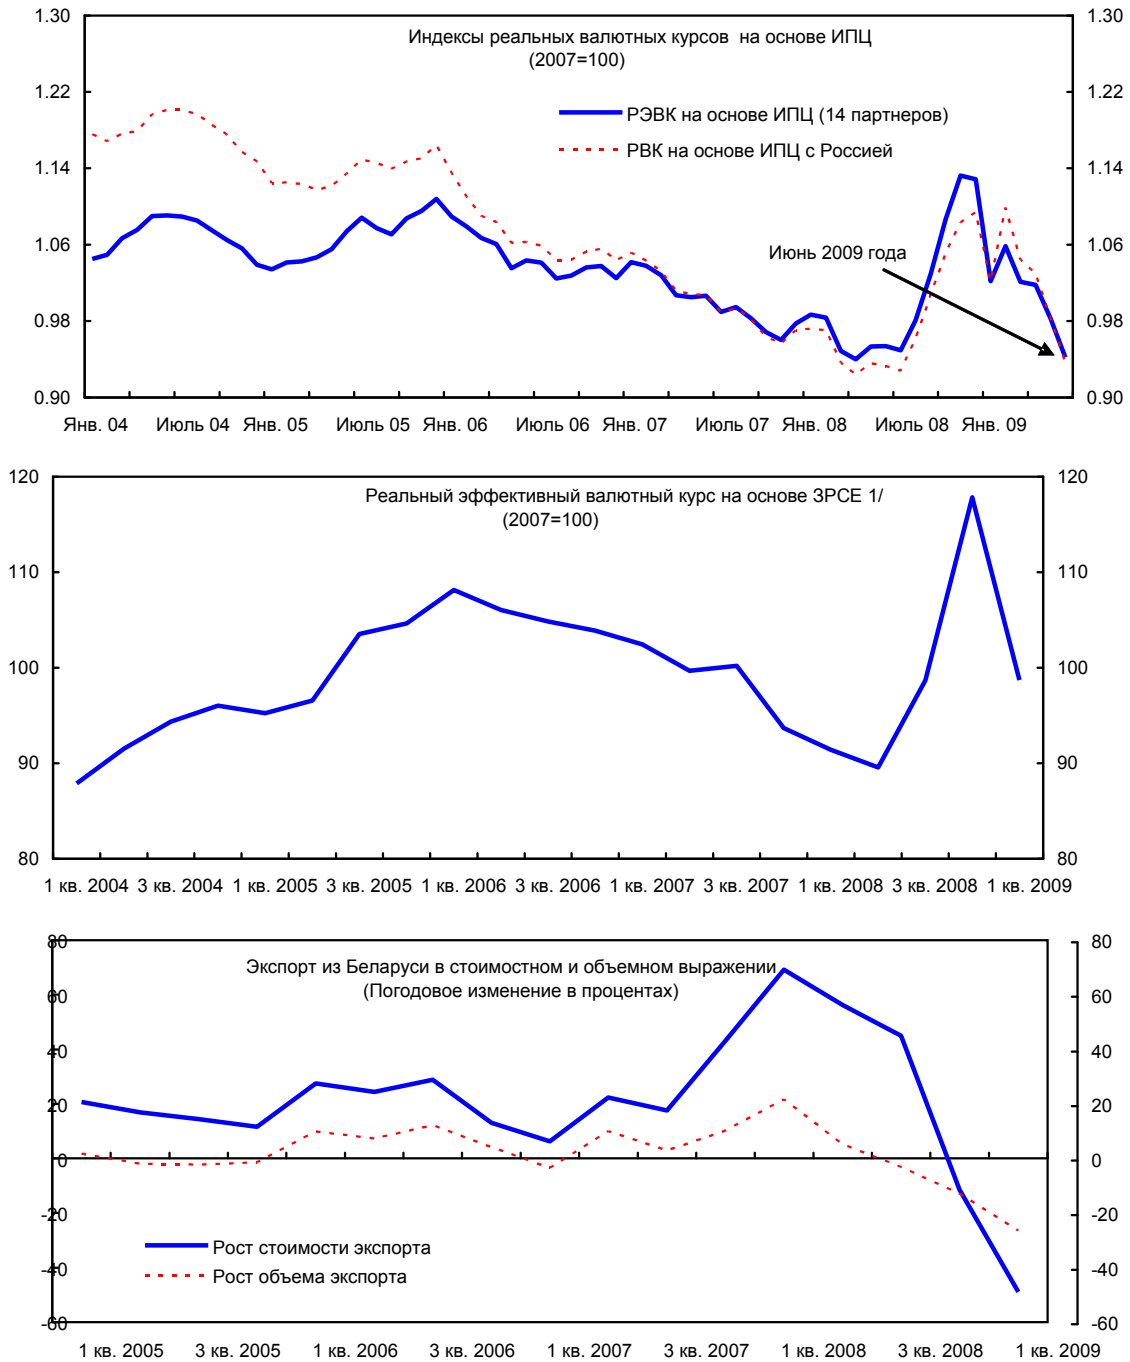 1.30 1.30
Индексы реальных валютных курсов на основе ИПЦ
(2007=100)
1.22 1.22
РЭВК на основе ИПЦ (14 партнеров)
РВК на основе ИПЦ с Россией
1.14 1.14
1.06 1.06
Июнь 2009 года
0.98 0.98
0.90 0.90
Янв. 04 Июль 04 Янв. 05 Июль 05 Янв. 06 Июль 06 Янв. 07 Июль 07 Янв. 08 Июль 08 Янв. 09
120 120
Реальный эффективный валютный курс на основе ЗРСЕ 1/
(2007=100)
110 110
100 100
90 90
80 80
1 кв. 2004 3 кв. 2004 1 кв. 2005 3 кв. 2005 1 кв. 2006 3 кв. 2006 1 кв. 2007 3 кв. 2007 1 кв. 2008 3 кв. 2008 1 кв. 2009
80 80
Экспорт из Беларуси в стоимостном и объемном выражении
(Погодовое изменение в процентах)
60 60
40 40
20 20
0 0
-20 -20
Рост стоимости экспорта
-40 -40
Рост объема экспорта
-60 -60
1 кв. 2005 3 кв. 2005 1 кв. 2006 3 кв. 2006 1 кв. 2007 3 кв. 2007 1 кв. 2008 3 кв. 2008 1 кв. 2009